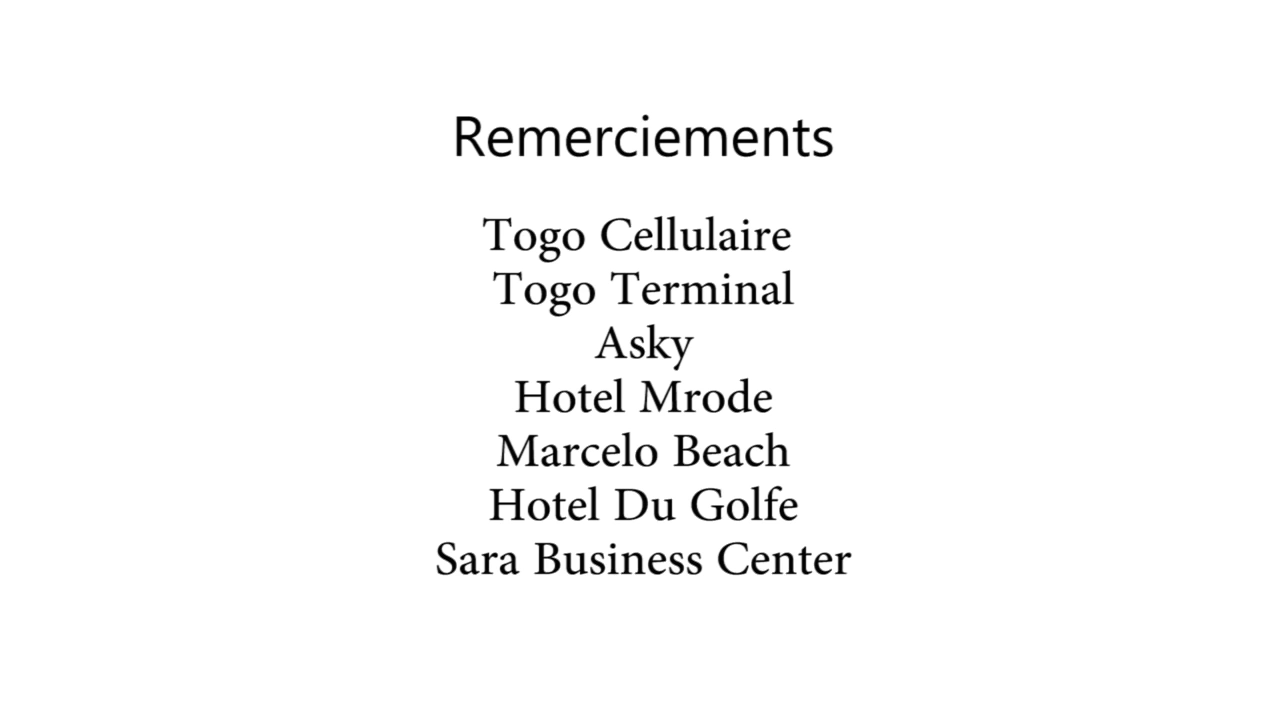 Remerciements
Togo Cellulaire
Togo Terminal
Asky
Hotel Mrode
Marcelo Beach
Hotel Du Golfe
Sara Business Center